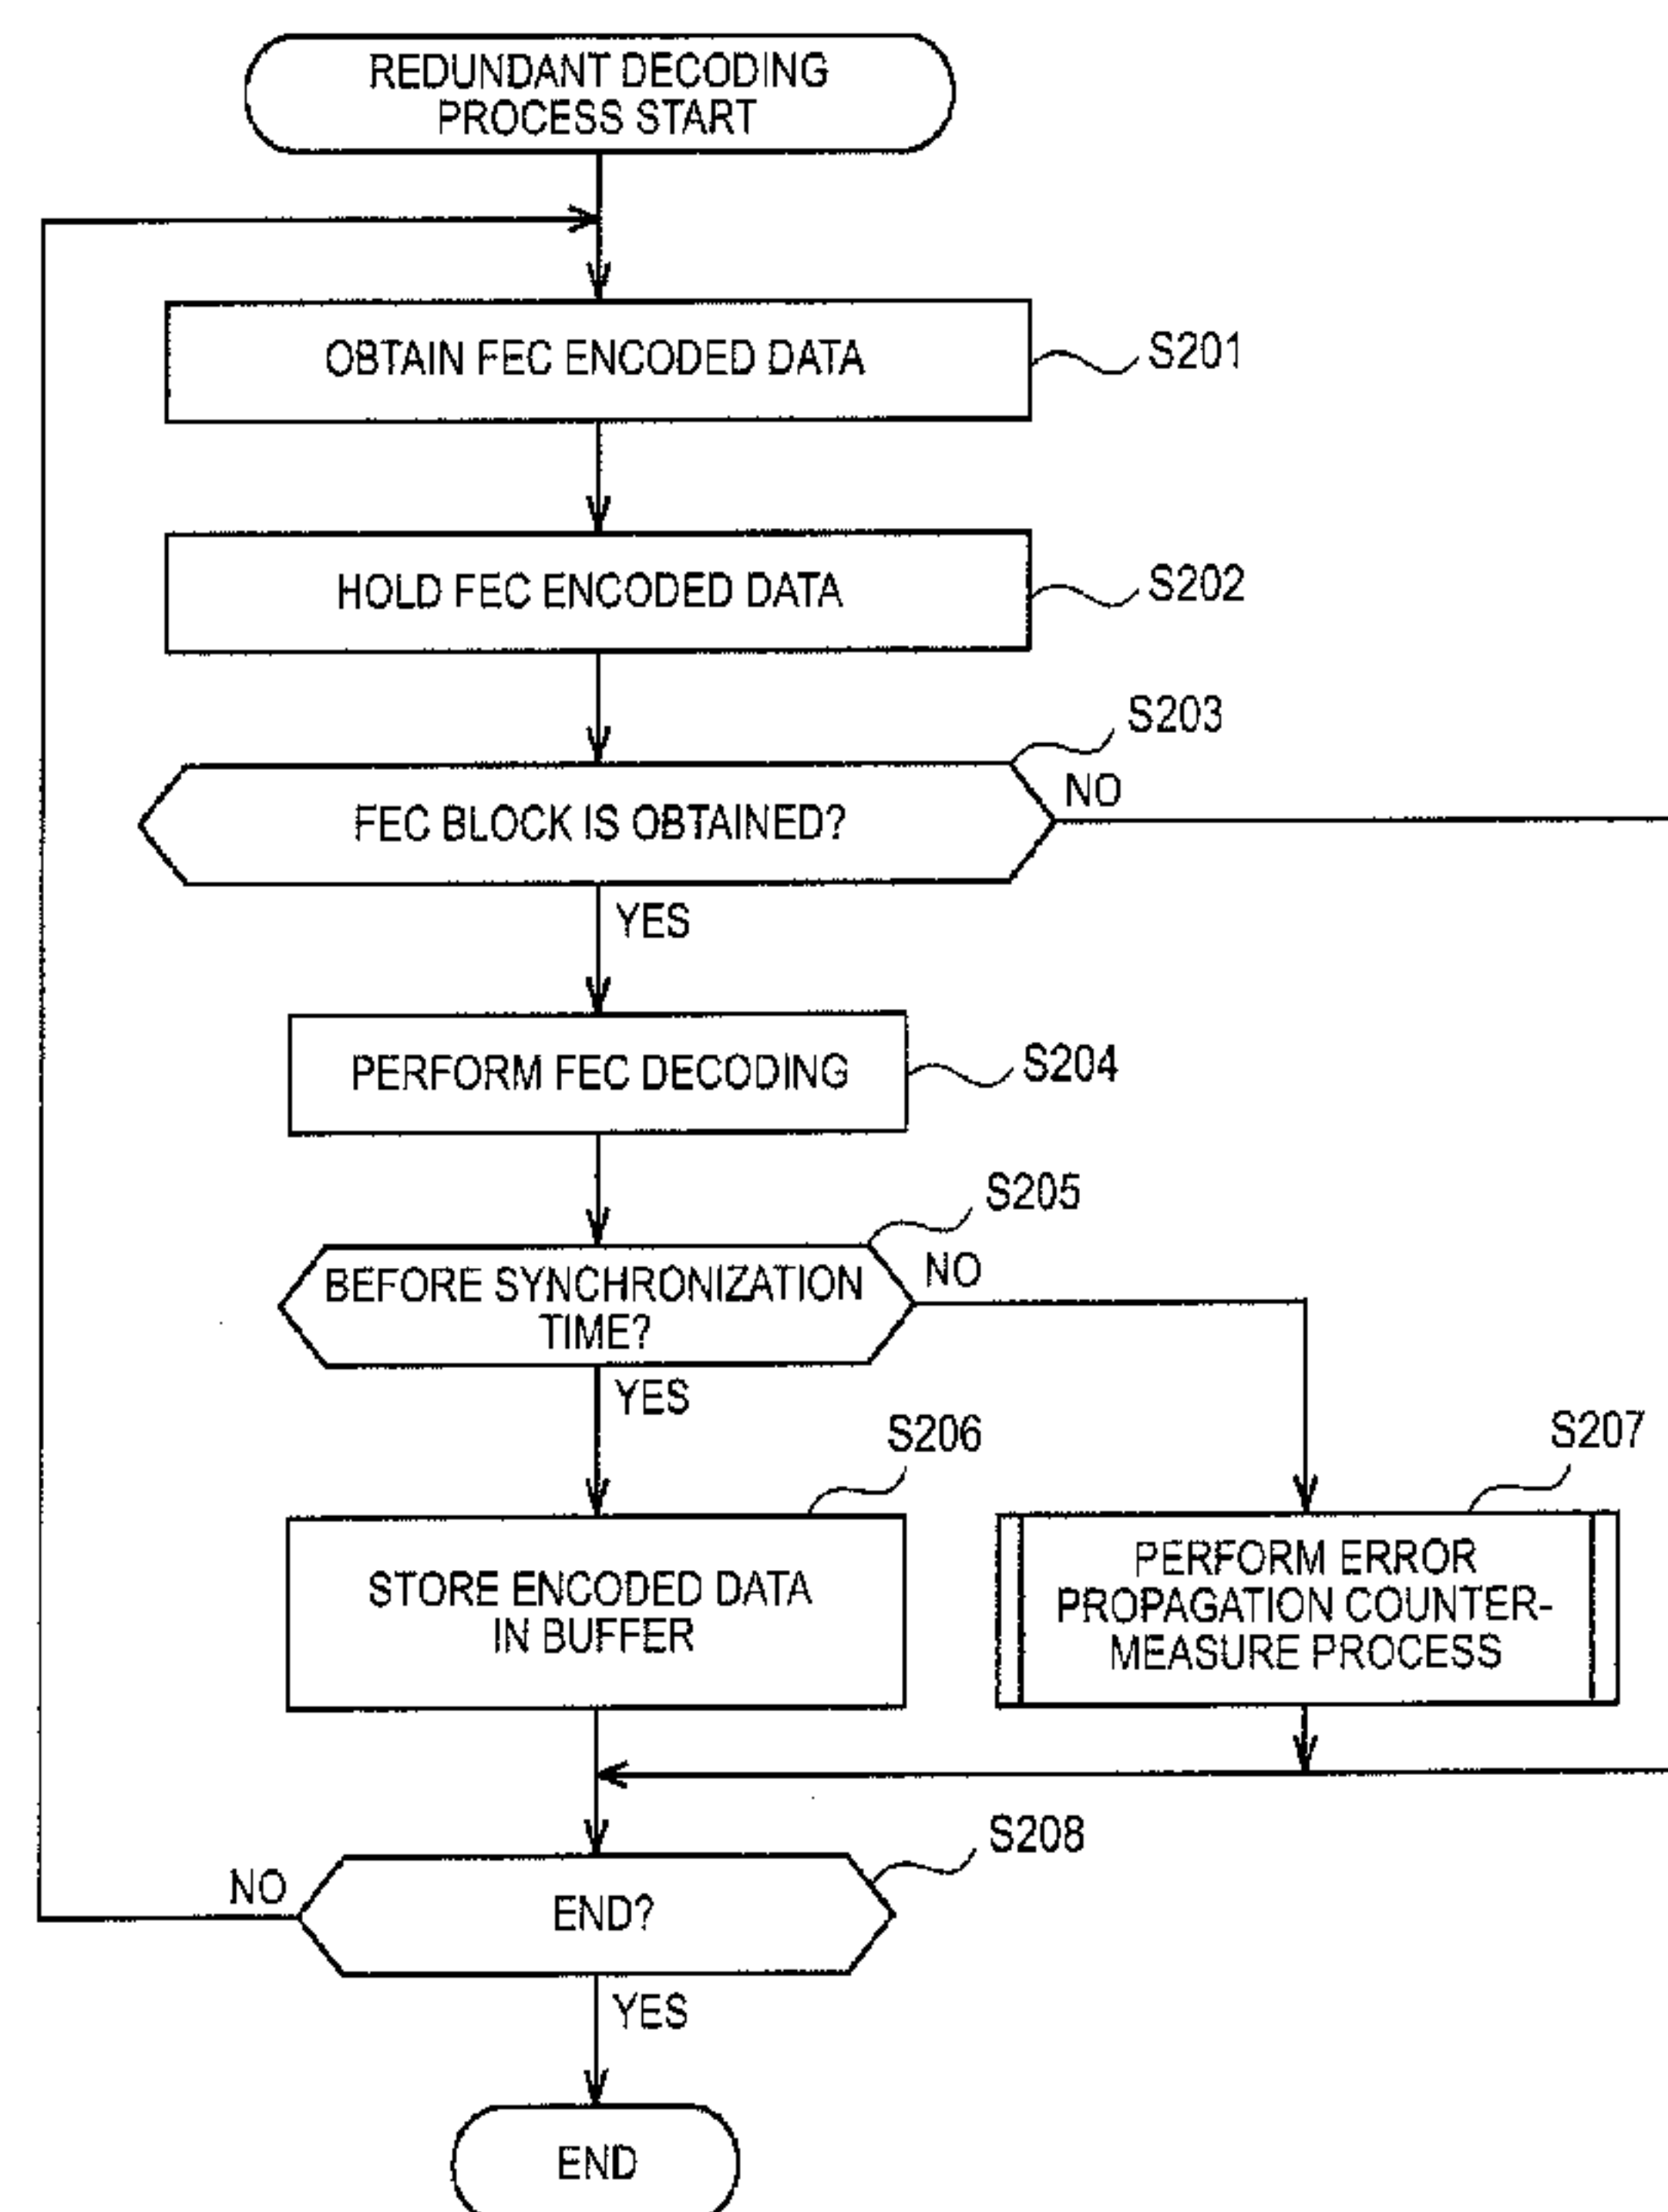 REDUNDANT DECODING
PROCESS START
OBTAIN FEC ENCODED DATA
S201
HOLD FEC ENCODED DATA
S202
S203
FEC BLOCK IS OBTAINED?
NO
YES
PERFORM FEC DECODING
S204
S205
BEFORE SYNCHRONIZATION
TIME?
NO
YES
S206
STORE ENCODED DATA
IN BUFFER
S207
PERFORM ERROR
PROPAGATION COUNTER-
MEASURE PROCESS
S208
END?
NO
YES
END